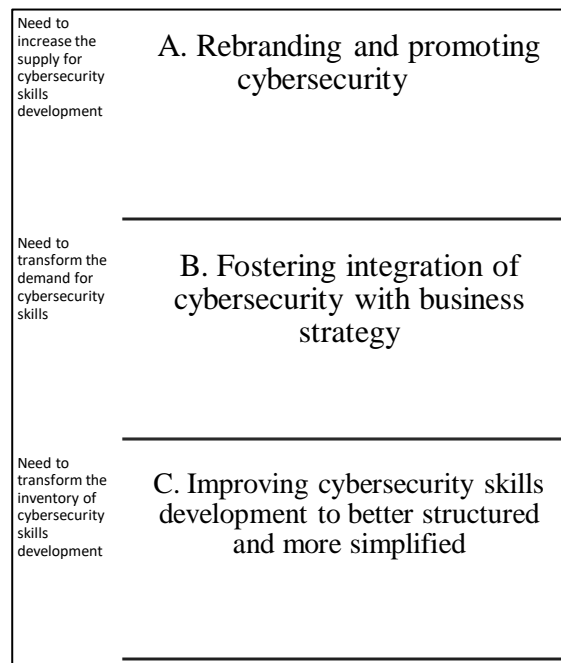 Need to
increase the
supply for
cybersecurity
skills
development
A. Rebranding and promoting
cybersecurity
Need to
transform the
demand for
cybersecurity
skills
B. Fostering integration of
cybersecurity with business
strategy
Need to
transform the
inventory of
cybersecurity
skills
development
C. Improving cybersecurity skills
development to better structured
and more simplified